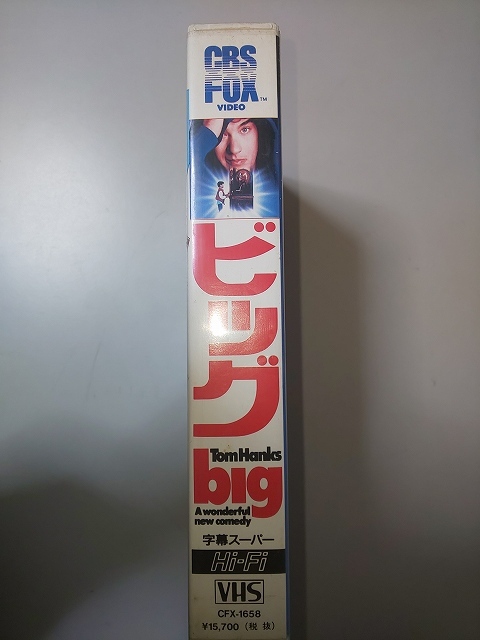 CBS
FOX
™
VIDEO
ビッグ
Tom Hanks
big
A wonderful
new comedy
字幕スーパー
Hi-Fi
VHS
CFX-1658
¥15,700（税抜）